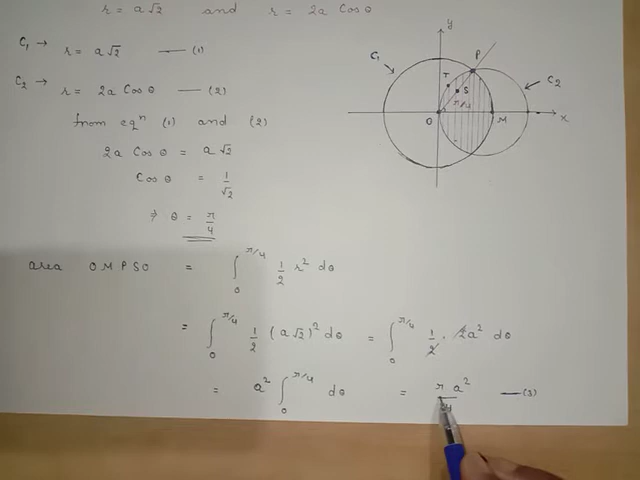 r = a√2 and r = 2a Cos θ
C₁ → r = a√2 —— (1)
C₂ → r = 2a Cos θ —— (2)
from eqⁿ (1) and (2)
2a Cos θ = a√2
Cos θ = 1/√2
⇒ θ = π/4
y
C₁
P
C₂
T
S
π/4
O
M
x
area OMPSO = ∫₀^π/4 1/2 r² dθ
= ∫₀^π/4 1/2 (a√2)² dθ = ∫₀^π/4 1/2 · 2a² dθ
= a² ∫₀^π/4 dθ = π a²/4 —— (3)